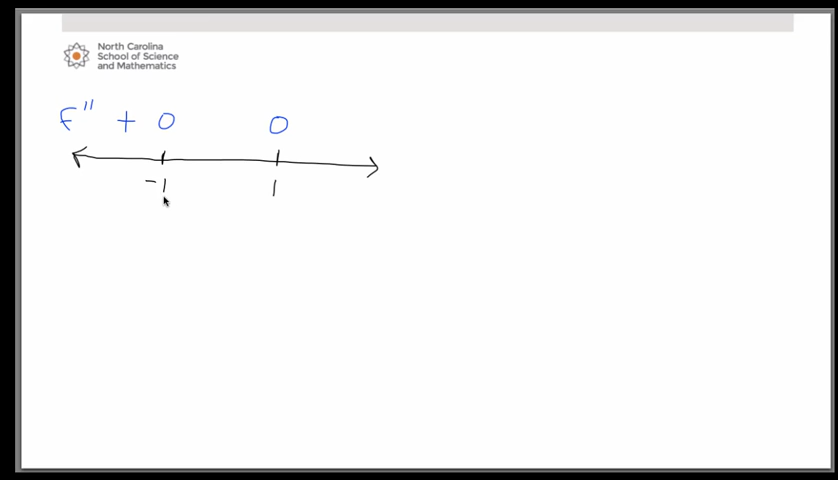 North Carolina
School of Science
and Mathematics
f'' + 0 0
-1 1